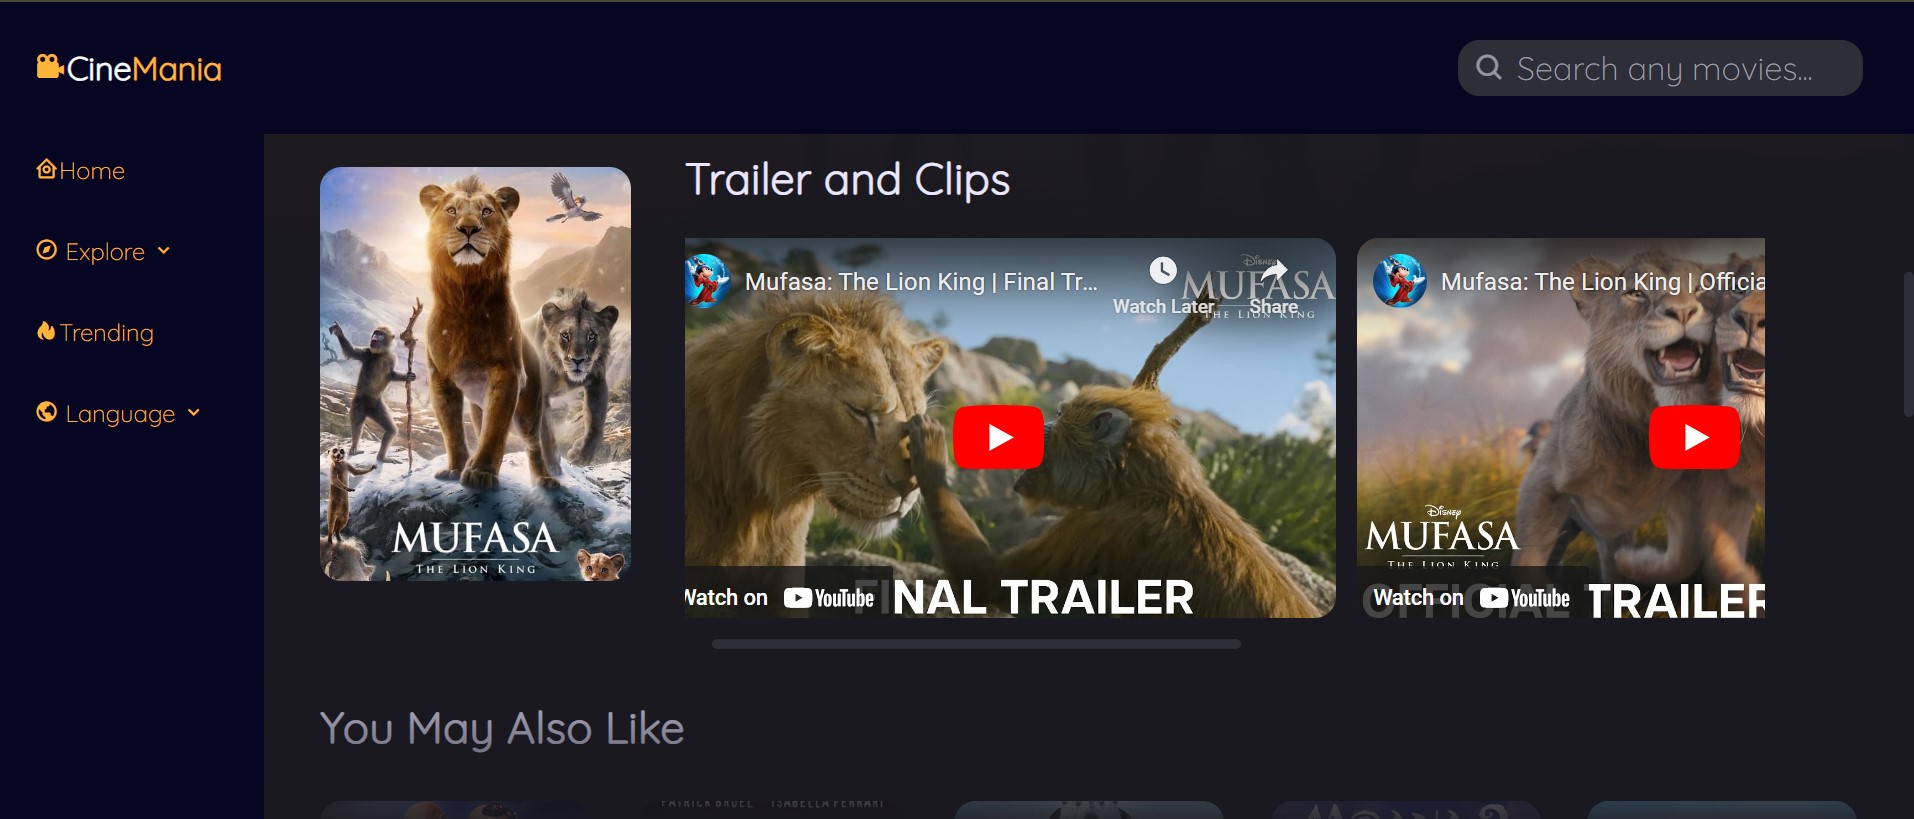 CineMania
Search any movies...
Home
Explore
Trending
Language
MUFASA
THE LION KING
Trailer and Clips
Mufasa: The Lion King | Final Tr...
Watch Later
Share
Disney
MUFASA
THE LION KING
Watch on YouTube
FINAL TRAILER
Mufasa: The Lion King | Officia
Disney
MUFASA
THE LION KING
Watch on YouTube
OFFICIAL TRAILER
You May Also Like
PATRICK BRUEL ISABELLA FERRARI